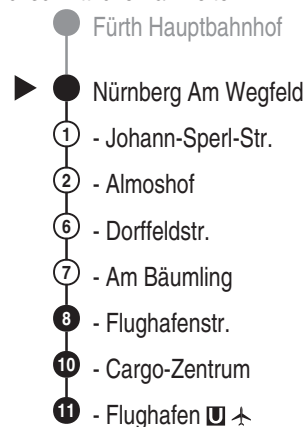 Fürth Hauptbahnhof
Nürnberg Am Wegfeld
1 - Johann-Sperl-Str.
2 - Almoshof
6 - Dorffeldstr.
7 - Am Bäumling
8 - Flughafenstr.
10 - Cargo-Zentrum
11 - Flughafen U